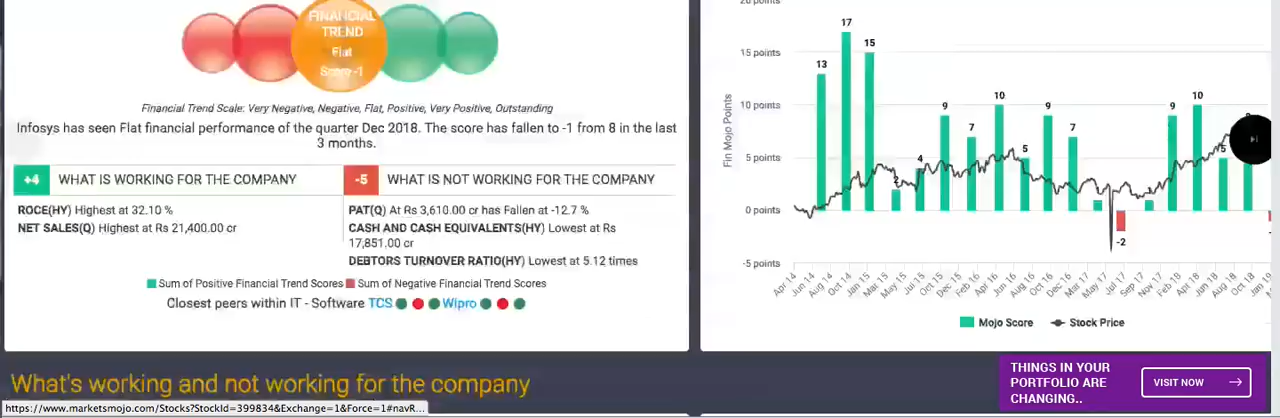 FINANCIAL
TREND
Flat
Score -1
Financial Trend Scale: Very Negative, Negative, Flat, Positive, Very Positive, Outstanding
Infosys has seen Flat financial performance of the quarter Dec 2018. The score has fallen to -1 from 8 in the last
3 months.
+4 WHAT IS WORKING FOR THE COMPANY
ROCE(HY) Highest at 32.10 %
NET SALES(Q) Highest at Rs 21,400.00 cr
-5 WHAT IS NOT WORKING FOR THE COMPANY
PAT(Q) At Rs 3,610.00 cr has Fallen at -12.7 %
CASH AND CASH EQUIVALENTS(HY) Lowest at Rs
17,851.00 cr
DEBTORS TURNOVER RATIO(HY) Lowest at 5.12 times
Sum of Positive Financial Trend Scores Sum of Negative Financial Trend Scores
Closest peers within IT - Software TCS Wipro
20 points
15 points
10 points
5 points
0 points
-5 points
Fin Mojo Points
13 17 15 2 4 9 7 10 5 9 7 -2 1 9 10 5
Apr 14 Jun 14 Aug 14 Oct 14 Jan 15 Mar 15 May 15 Jul 15 Oct 15 Dec 15 Feb 16 Apr 16 Jun 16 Aug 16 Oct 16 Dec 16 Mar 17 May 17 Jul 17 Sep 17 Nov 17 Feb 18 Apr 18 Jun 18 Aug 18 Oct 18 Jan 19
Mojo Score Stock Price
What's working and not working for the company
THINGS IN YOUR
PORTFOLIO ARE
CHANGING..
VISIT NOW
https://www.marketsmojo.com/Stocks?StockId=399834&Exchange=1&Force=1#navR...